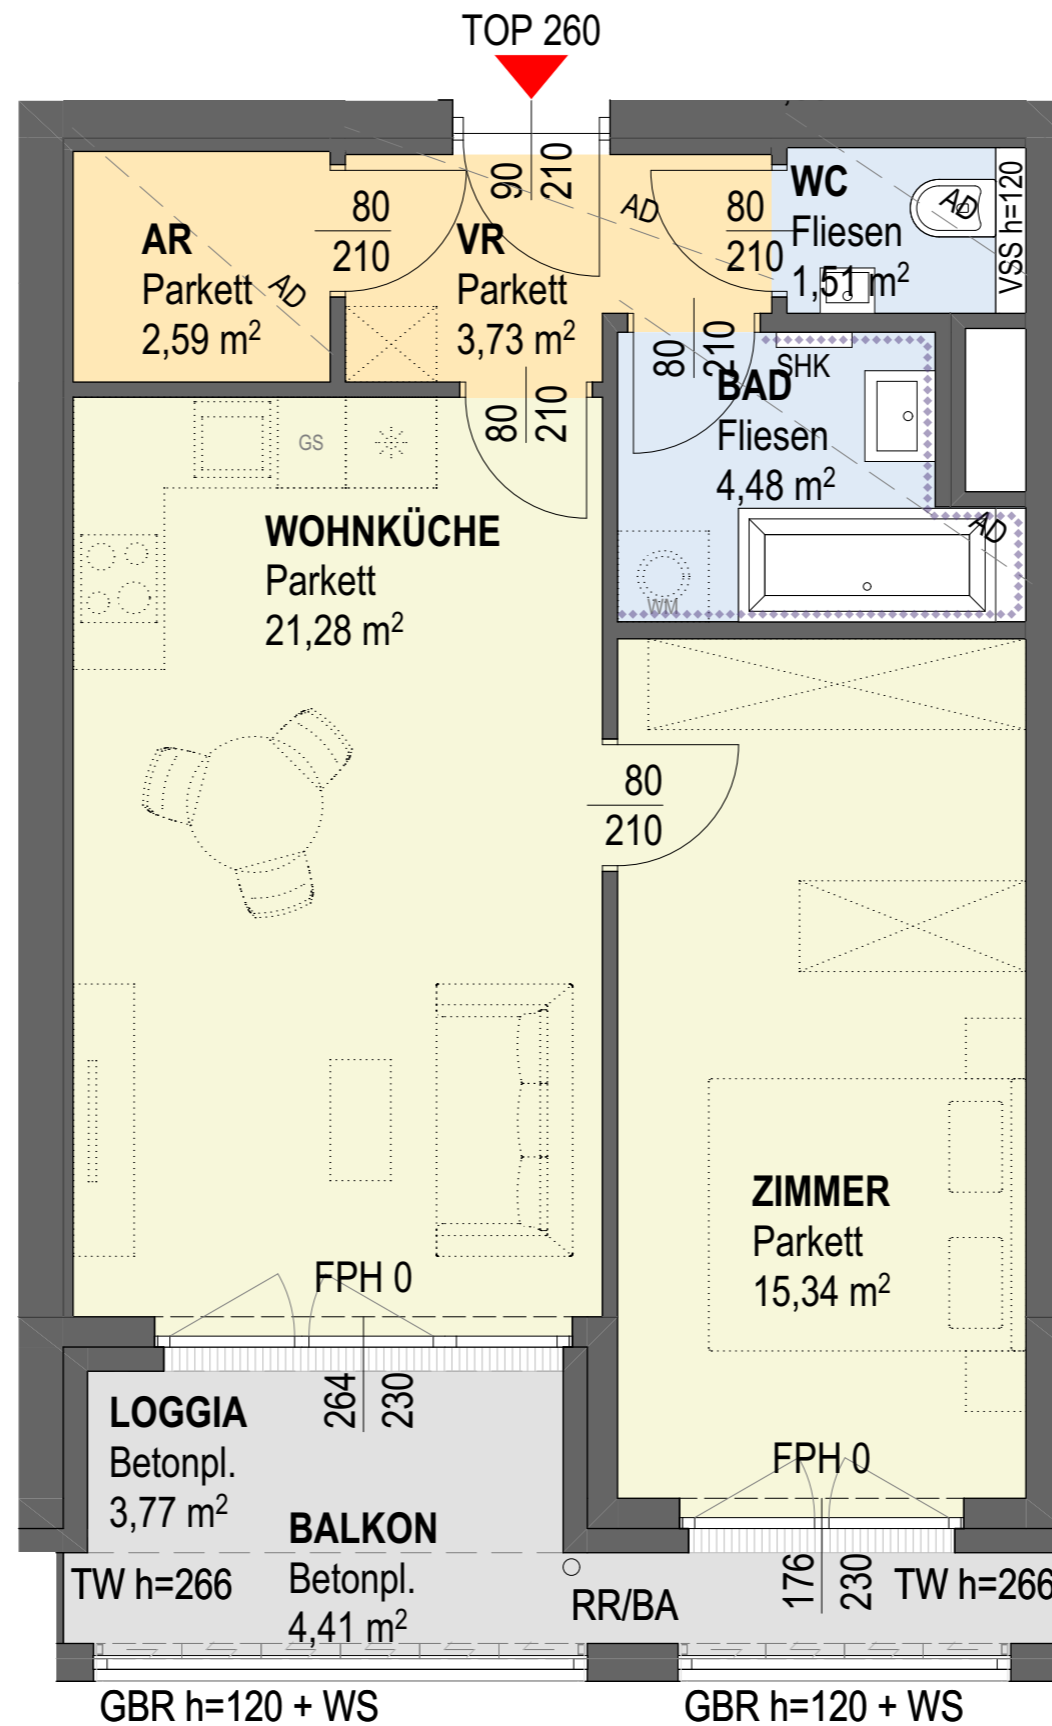 TOP 260
90
210
AR
Parkett
2,59 m²
AD
80
210
VR
Parkett
3,73 m²
AD
80
210
WC
Fliesen
1,51 m²
AD
VSS h=120
80
210
80
210
SHK
BAD
Fliesen
4,48 m²
AD
WM
GS
WOHNKÜCHE
Parkett
21,28 m²
80
210
ZIMMER
Parkett
15,34 m²
FPH 0
264
230
FPH 0
176
230
LOGGIA
Betonpl.
3,77 m²
BALKON
Betonpl.
4,41 m²
TW h=266
RR/BA
TW h=266
GBR h=120 + WS
GBR h=120 + WS